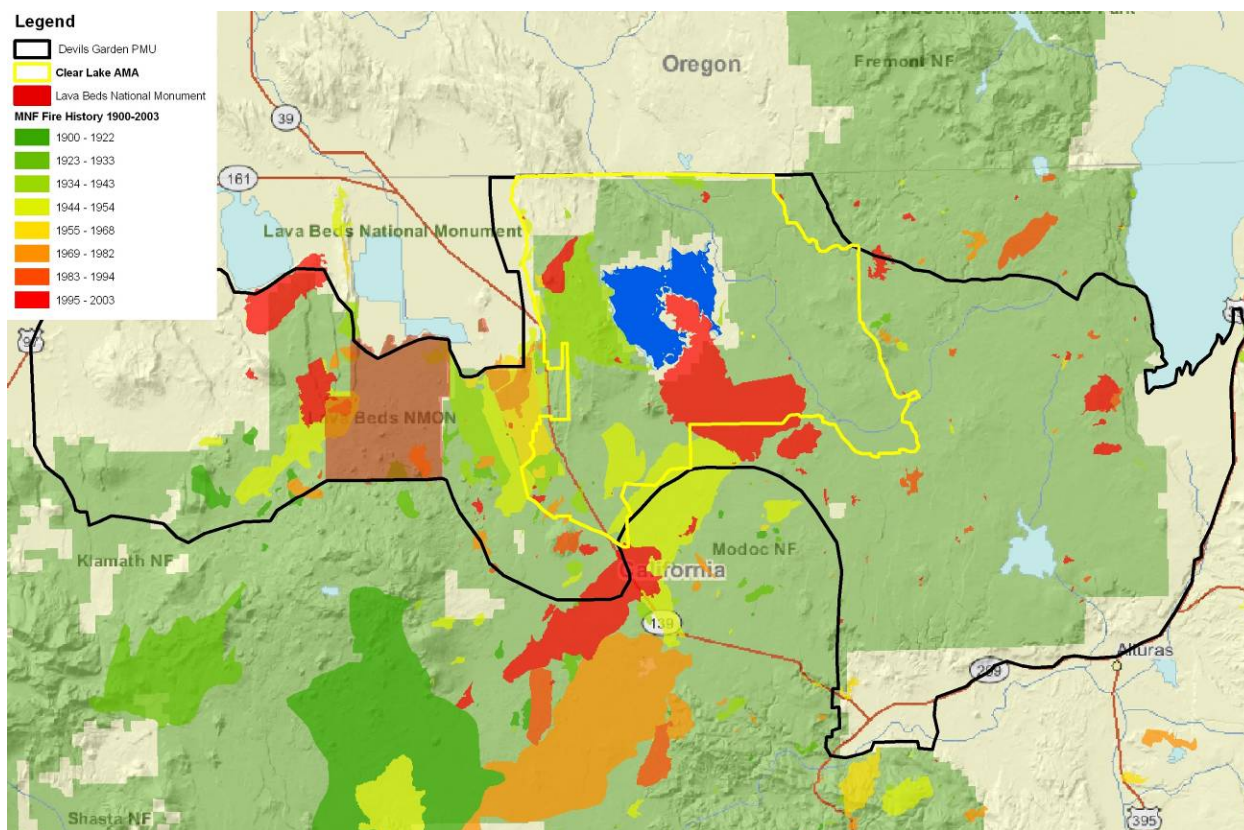 Legend
Devils Garden PMU
Clear Lake AMA
Lava Beds National Monument
MNF Fire History 1900-2003
1900 - 1922
1923 - 1933
1934 - 1943
1944 - 1954
1955 - 1968
1969 - 1982
1983 - 1994
1995 - 2003
Oregon
Fremont NF
39
161
Lava Beds National Monument
97
Lava Beds NMON
Klamath NF
Modoc NF
California
139
Alturas
299
Shasta NF
395